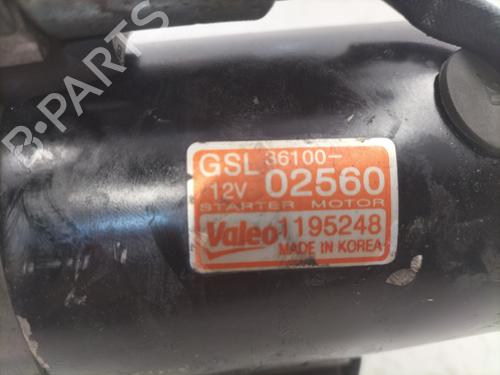 B-PARTS
GSL 36100-
12V 02560
STARTER MOTOR
Valeo 1195248
MADE IN KOREA